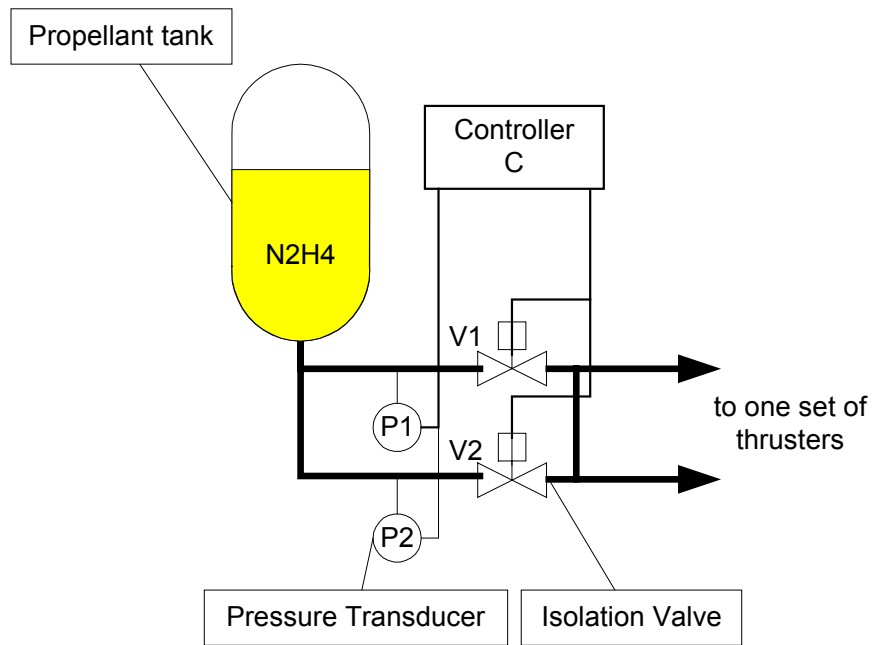 Propellant tank
Controller
C
N2H4
V1
P1
to one set of
thrusters
V2
P2
Pressure Transducer
Isolation Valve